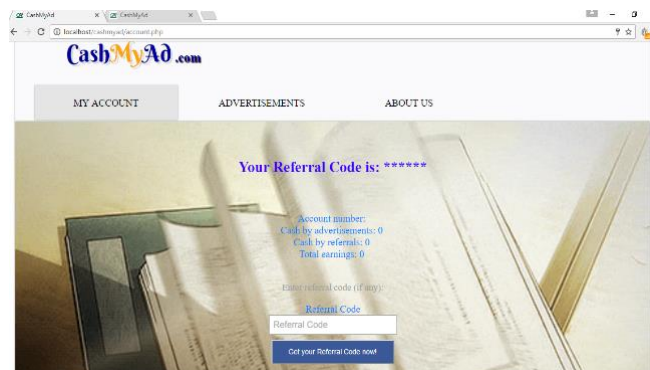 CashMyAd
CashMyAd
localhost/cashmyad/account.php
CashMyAd.com
MY ACCOUNT ADVERTISEMENTS ABOUT US
Your Referral Code is: ******
Account number:
Cash by advertisements: 0
Cash by referrals: 0
Total earnings: 0
Enter referral code (if any):
Referral Code
Referral Code
Get your Referral Code now!